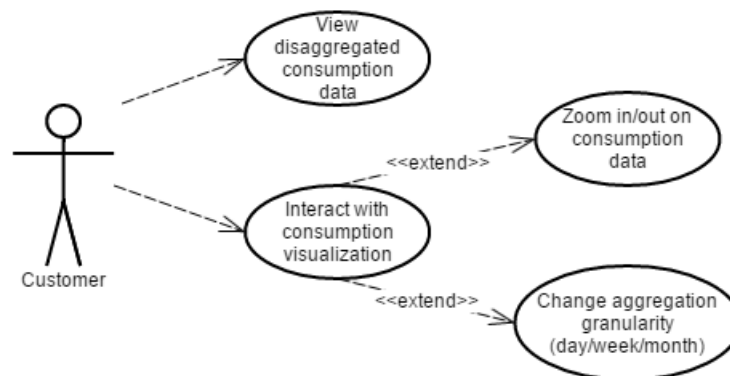 View
disaggregated
consumption
data
Zoom in/out on
consumption
data
<<extend>>
Interact with
consumption
visualization
Customer
<<extend>>
Change aggregation
granularity
(day/week/month)